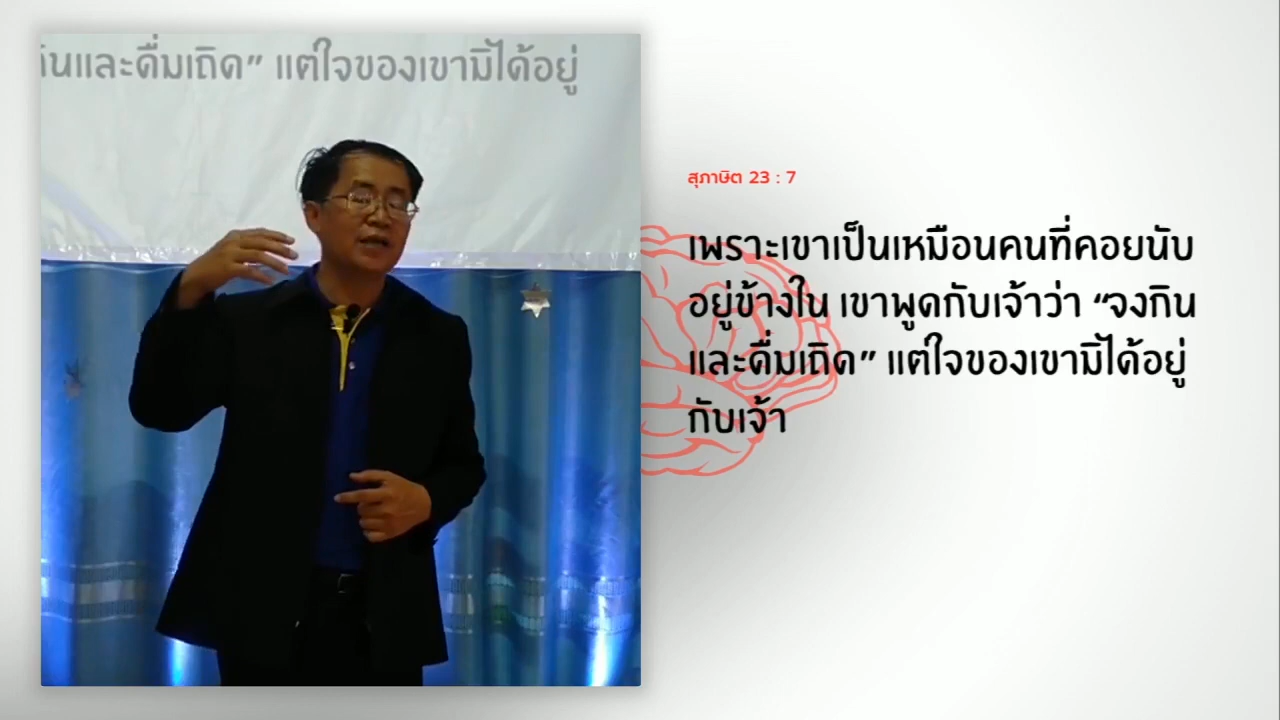 กินและดื่มเถิด” แต่ใจของเขามิได้อยู่
สุภาษิต 23 : 7
เพราะเขาเป็นเหมือนคนที่คอยนับ
อยู่ข้างใน เขาพูดกับเจ้าว่า “จงกิน
และดื่มเถิด” แต่ใจของเขามิได้อยู่
กับเจ้า